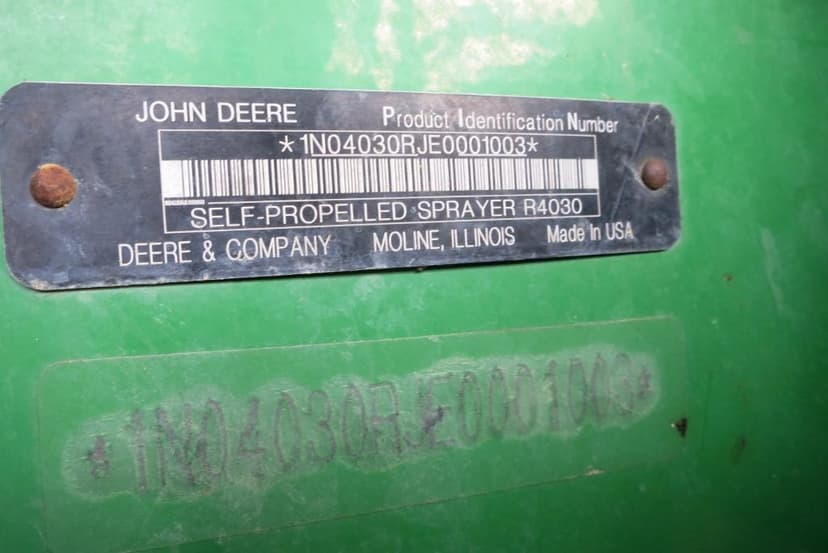 JOHN DEERE Product Identification Number
*1N04030RJE0001003*
SELF-PROPELLED SPRAYER R4030
DEERE & COMPANY MOLINE, ILLINOIS Made In USA
*1N04030RJE0001003*